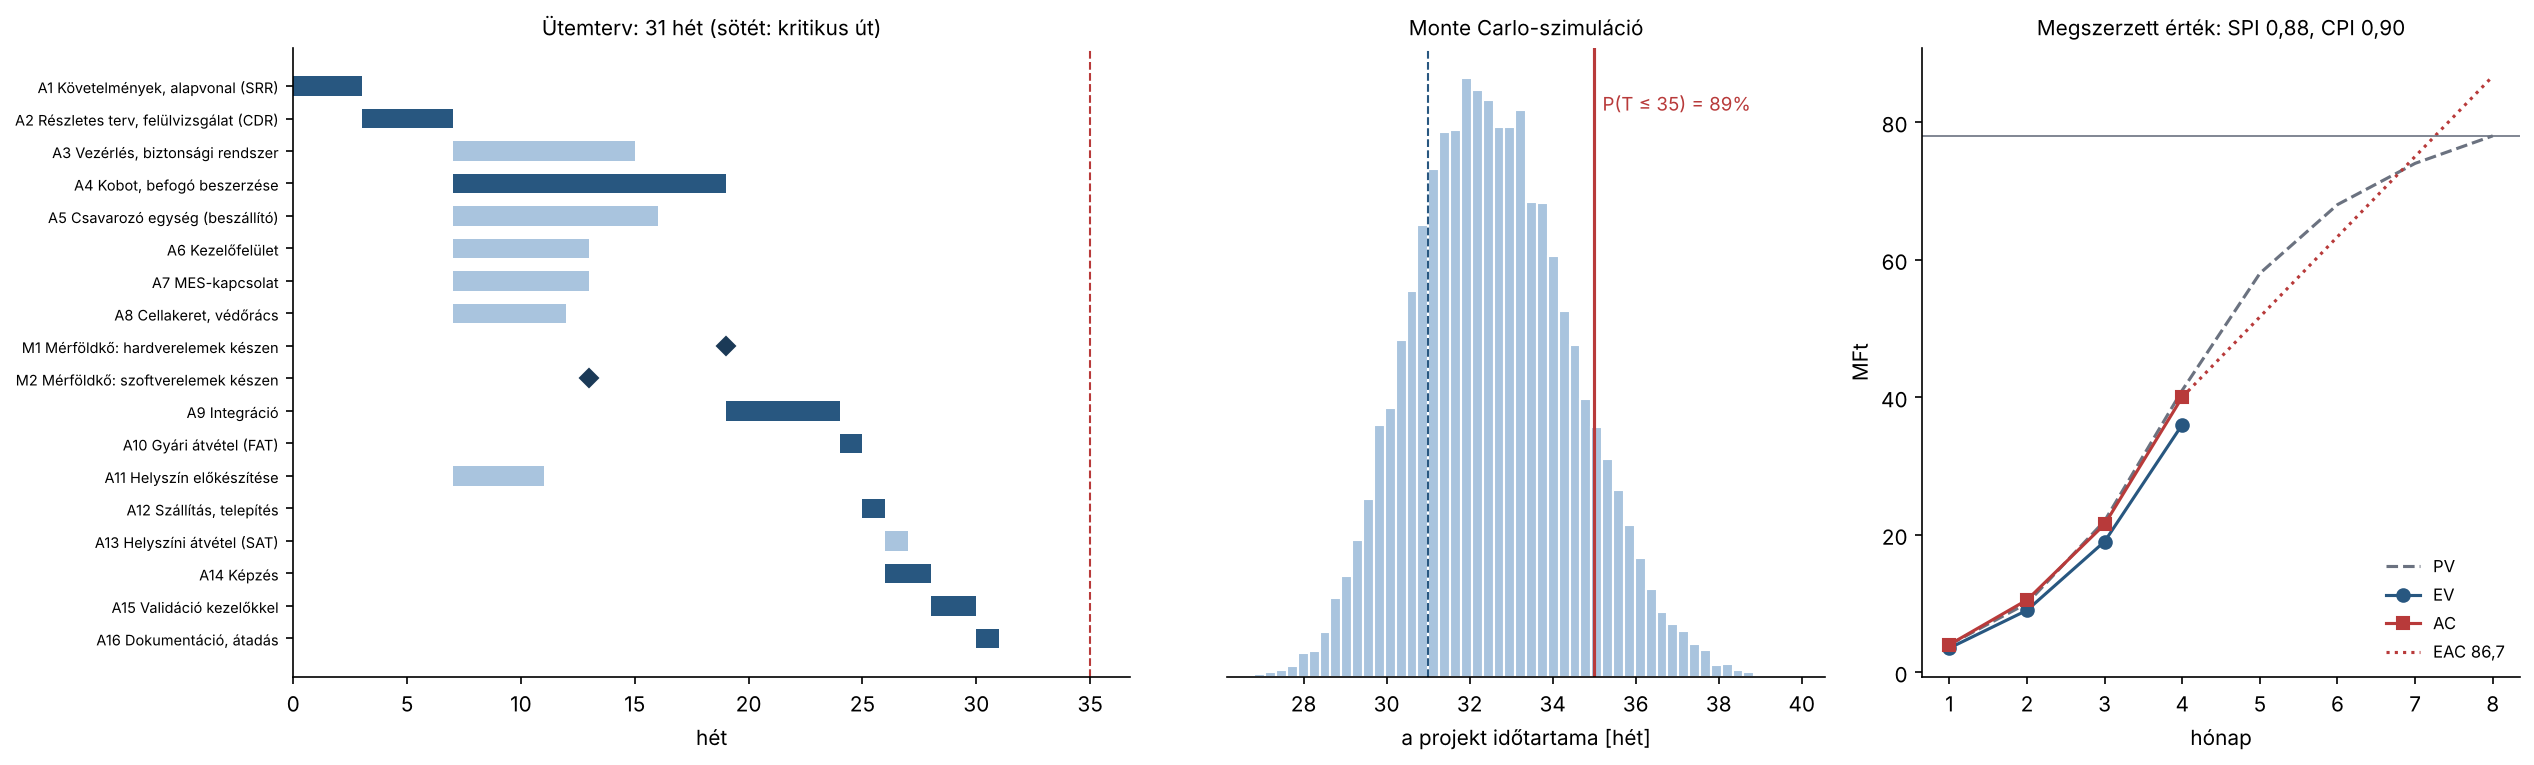 Ütemterv: 31 hét (sötét: kritikus út)
A1 Követelmények, alapvonal (SRR)
A2 Részletes terv, felülvizsgálat (CDR)
A3 Vezérlés, biztonsági rendszer
A4 Kobot, befogó beszerzése
A5 Csavarozó egység (beszállító)
A6 Kezelőfelület
A7 MES-kapcsolat
A8 Cellakeret, védőrács
M1 Mérföldkő: hardverelemek készen
M2 Mérföldkő: szoftverelemek készen
A9 Integráció
A10 Gyári átvétel (FAT)
A11 Helyszín előkészítése
A12 Szállítás, telepítés
A13 Helyszíni átvétel (SAT)
A14 Képzés
A15 Validáció kezelőkkel
A16 Dokumentáció, átadás
0 5 10 15 20 25 30 35
hét
Monte Carlo-szimuláció
P(T ≤ 35) = 89%
28 30 32 34 36 38 40
a projekt időtartama [hét]
Megszerzett érték: SPI 0,88, CPI 0,90
MFt
80
60
40
20
0
PV
EV
AC
EAC 86,7
1 2 3 4 5 6 7 8
hónap